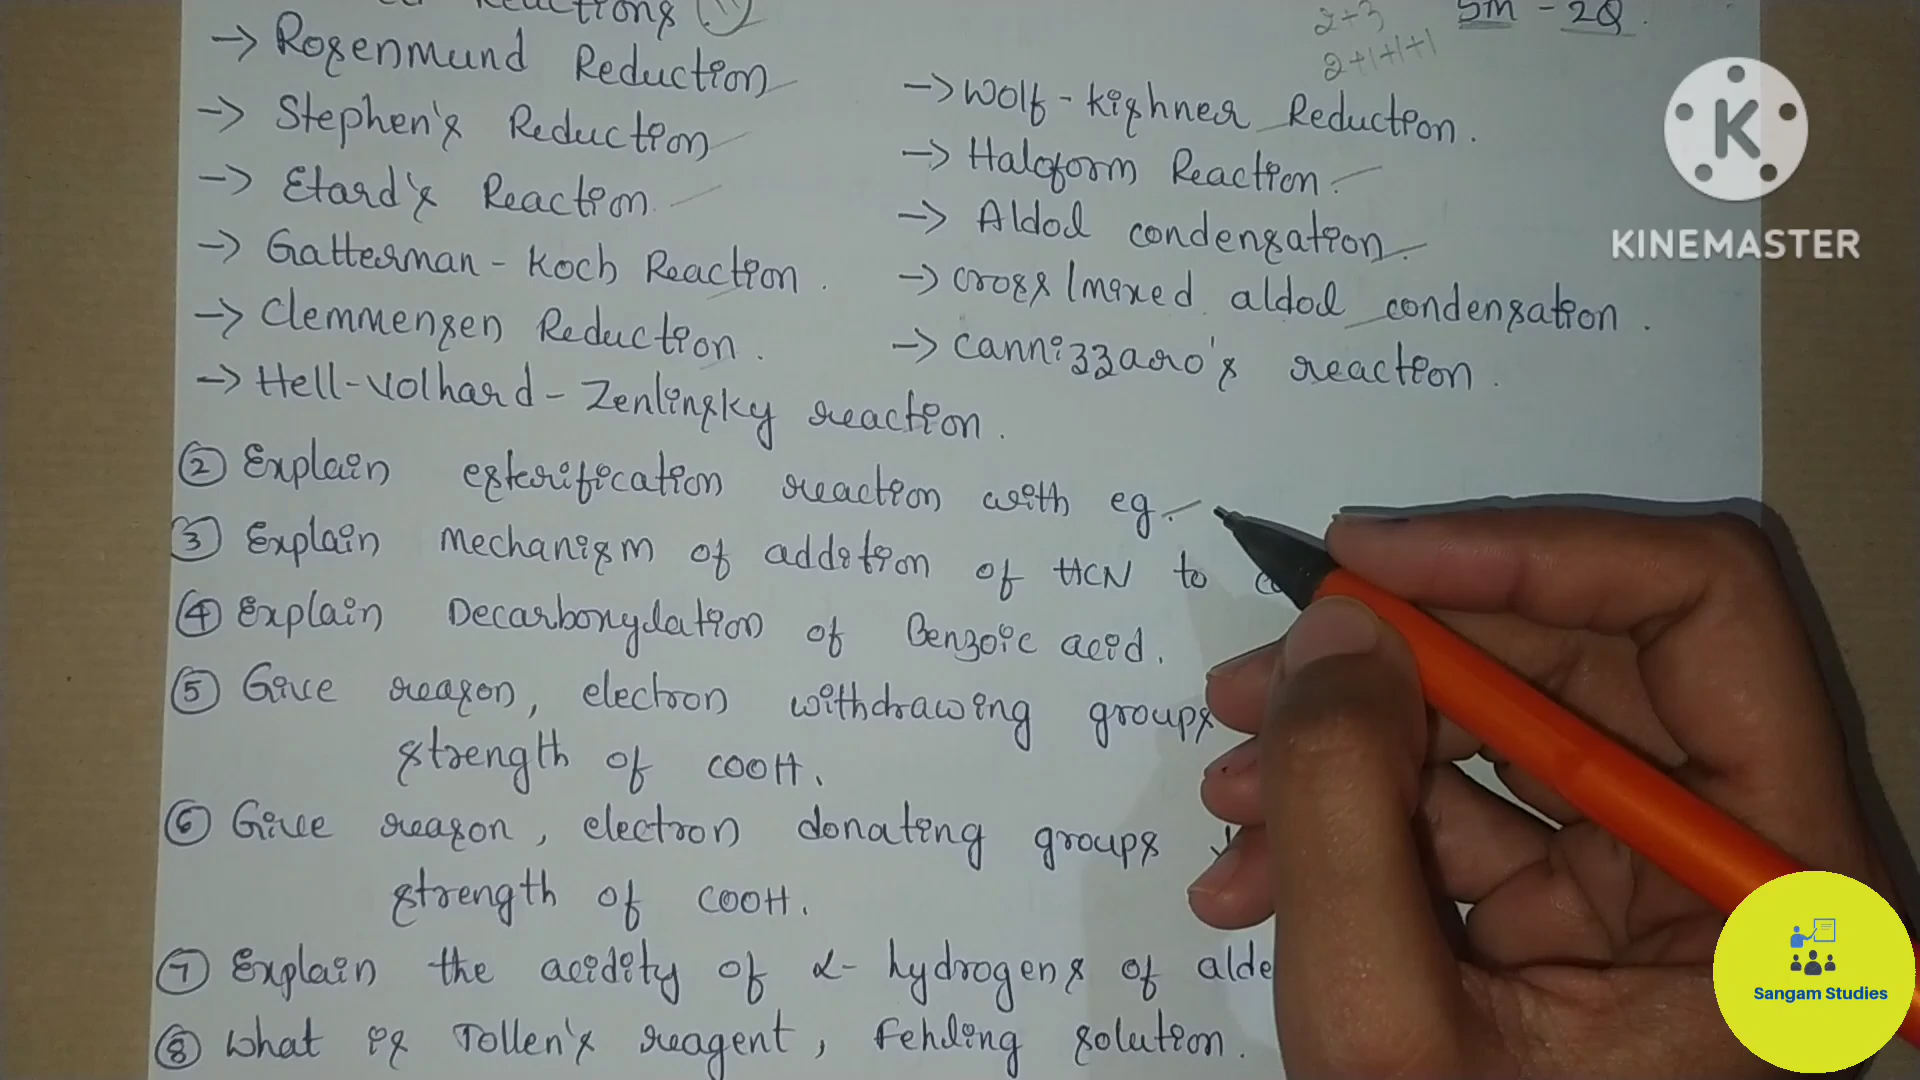 Reactions
→ Rosenmund Reduction
→ Stephen's Reduction
→ Etard's Reaction.
→ Gatterman - Koch Reaction.
→ Clemmensen Reduction.
→ Hell-Volhard-Zenlinsky reaction.
2+3 5m - 2Q.
2+1+1+1
→ Wolf-kishner Reduction.
→ Haloform Reaction.
→ Aldol condensation.
→ cross/mixed aldol condensation.
→ cannizzaro's reaction.
② Explain esterification reaction with eg.
③ Explain mechanism of addition of HCN to
④ Explain Decarbonylation of Benzoic acid.
⑤ Give reason, electron withdrawing groups
strength of COOH.
⑥ Give reason, electron donating groups
strength of COOH.
⑦ Explain the acidity of α- hydrogens of alde
⑧ What is Tollen's reagent, Fehling solution.
KINEMASTER
Sangam Studies